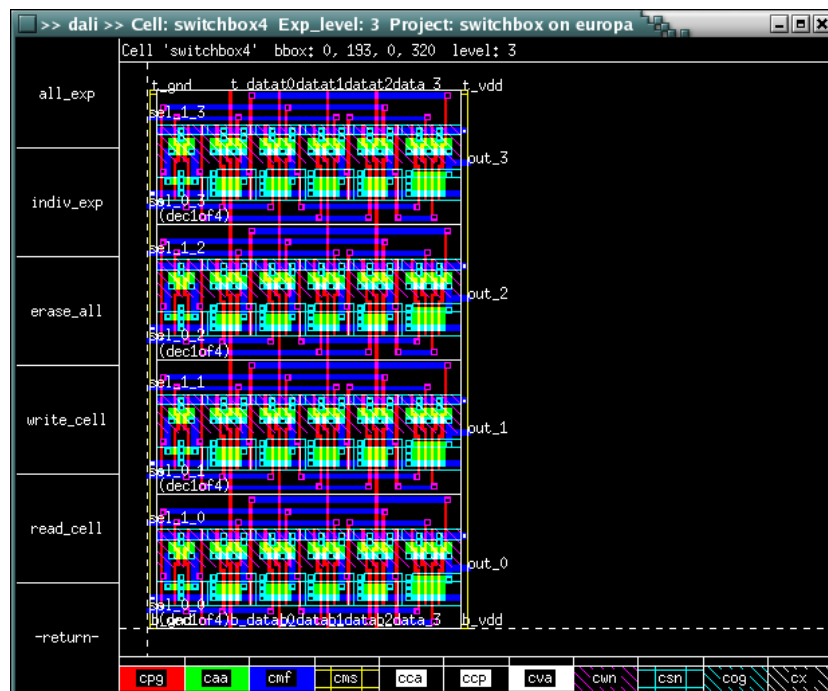 >> dali >> Cell: switchbox4 Exp_level: 3 Project: switchbox on europa
Cell 'switchbox4' bbox: 0, 193, 0, 320 level: 3
all_exp
indiv_exp
erase_all
write_cell
read_cell
-return-
t_gnd t_datat0datat1datat2data_3 t_vdd
sel_1_3
out_3
sel_0_3
(dec1of4)
sel_1_2
out_2
sel_0_2
(dec1of4)
sel_1_1
out_1
sel_0_1
(dec1of4)
sel_1_0
out_0
sel_0_0
(dec1of4) b_datab0datab1datab2data_3 b_vdd
cpg caa cmf cms cca ccp cva cwn csn cog cx